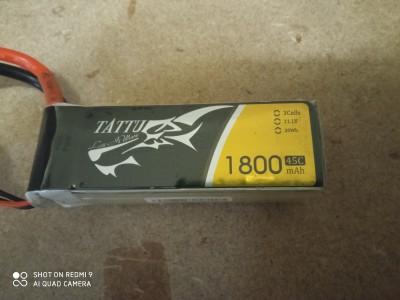 TATTU
3Cells
11.1V
20Wh
1800 45C mAh
SHOT ON REDMI 9
AI QUAD CAMERA